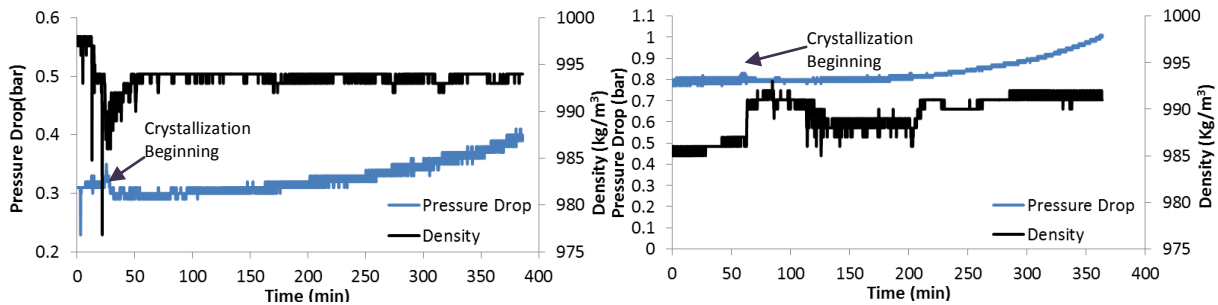 0.6
0.5
0.4
0.3
0.2
Pressure Drop(bar)
1000
995
990
985
980
975
Density (Kg/m³)
0 50 100 150 200 250 300 350 400
Time (min)
Crystallization
Beginning
Pressure Drop
Density
1.1
1
0.9
0.8
0.7
0.6
0.5
0.4
0.3
0.2
0.1
0
Pressure Drop (bar)
1000
995
990
985
980
975
Density (Kg/m³)
0 50 100 150 200 250 300 350 400
Time (min)
Crystallization
Beginning
Pressure Drop
Density